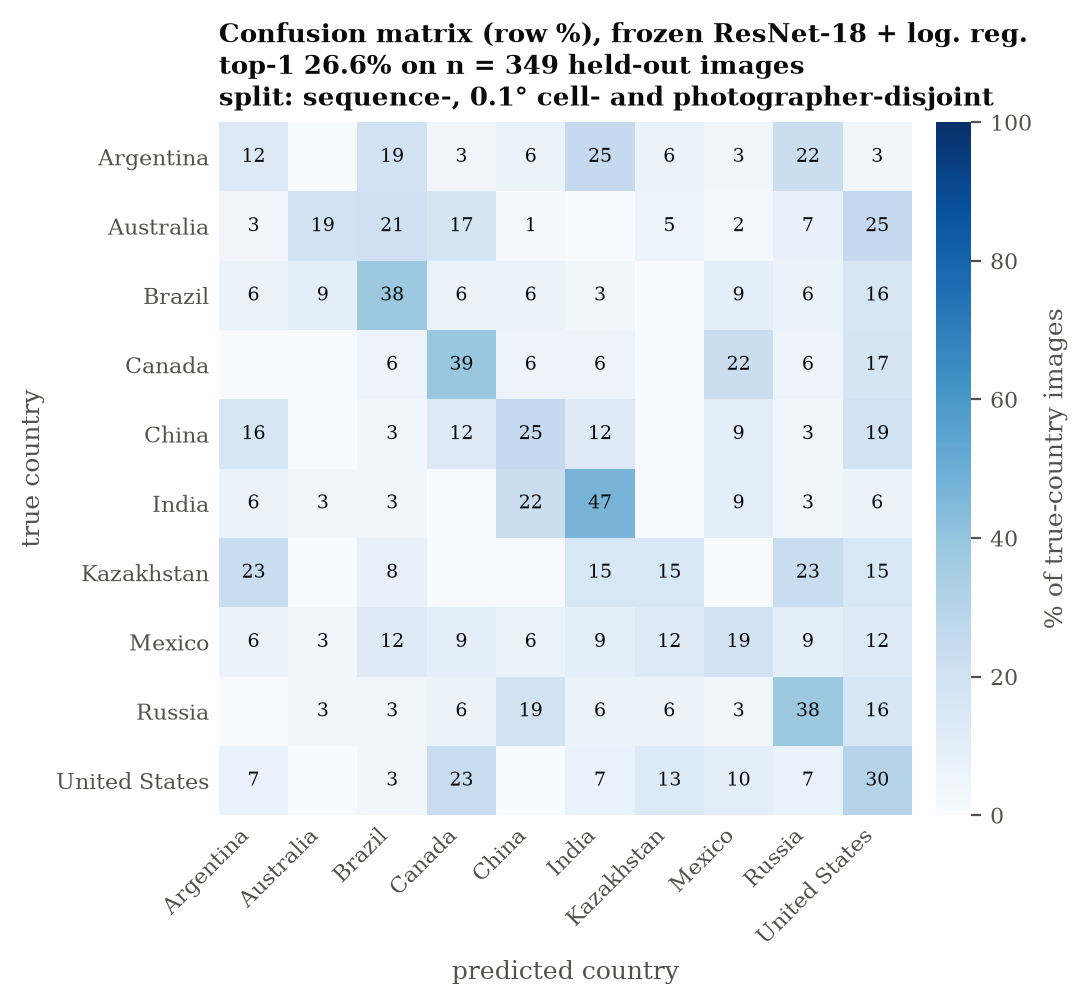 Confusion matrix (row %), frozen ResNet-18 + log. reg.
top-1 26.6% on n = 349 held-out images
split: sequence-, 0.1° cell- and photographer-disjoint
Argentina 12 19 3 6 25 6 3 22 3
Australia 3 19 21 17 1 5 2 7 25
Brazil 6 9 38 6 6 3 9 6 16
Canada 6 39 6 6 22 6 17
China 16 3 12 25 12 9 3 19
India 6 3 3 22 47 9 3 6
Kazakhstan 23 8 15 15 23 15
Mexico 6 3 12 9 6 9 12 19 9 12
Russia 3 3 6 19 6 6 3 38 16
United States 7 3 23 7 13 10 7 30
Argentina Australia Brazil Canada China India Kazakhstan Mexico Russia United States
predicted country
true country
100
80
60
40
20
0
% of true-country images